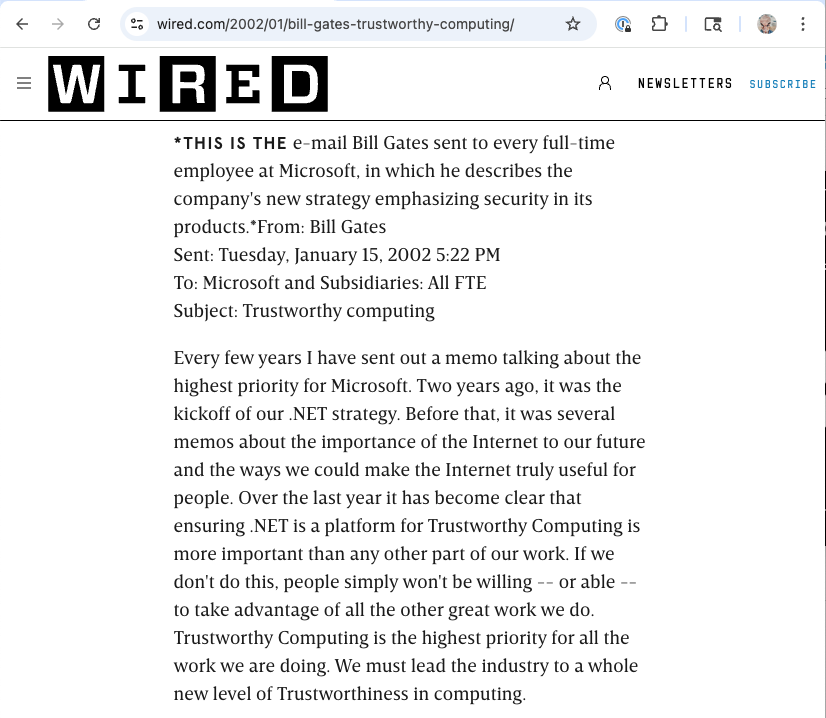 wired.com/2002/01/bill-gates-trustworthy-computing/
WIRED
NEWSLETTERS
SUBSCRIBE
*THIS IS THE e-mail Bill Gates sent to every full-time
employee at Microsoft, in which he describes the
company's new strategy emphasizing security in its
products.*From: Bill Gates
Sent: Tuesday, January 15, 2002 5:22 PM
To: Microsoft and Subsidiaries: All FTE
Subject: Trustworthy computing
Every few years I have sent out a memo talking about the
highest priority for Microsoft. Two years ago, it was the
kickoff of our .NET strategy. Before that, it was several
memos about the importance of the Internet to our future
and the ways we could make the Internet truly useful for
people. Over the last year it has become clear that
ensuring .NET is a platform for Trustworthy Computing is
more important than any other part of our work. If we
don't do this, people simply won't be willing -- or able --
to take advantage of all the other great work we do.
Trustworthy Computing is the highest priority for all the
work we are doing. We must lead the industry to a whole
new level of Trustworthiness in computing.